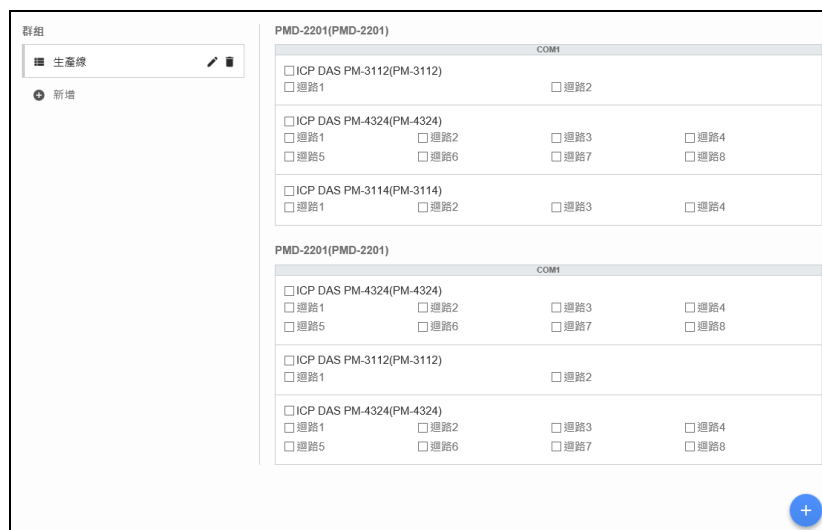 群組
生產線
新增
PMD-2201(PMD-2201)
COM1
ICP DAS PM-3112(PM-3112)
迴路1 迴路2
ICP DAS PM-4324(PM-4324)
迴路1 迴路2 迴路3 迴路4
迴路5 迴路6 迴路7 迴路8
ICP DAS PM-3114(PM-3114)
迴路1 迴路2 迴路3 迴路4
PMD-2201(PMD-2201)
COM1
ICP DAS PM-4324(PM-4324)
迴路1 迴路2 迴路3 迴路4
迴路5 迴路6 迴路7 迴路8
ICP DAS PM-3112(PM-3112)
迴路1 迴路2
ICP DAS PM-4324(PM-4324)
迴路1 迴路2 迴路3 迴路4
迴路5 迴路6 迴路7 迴路8